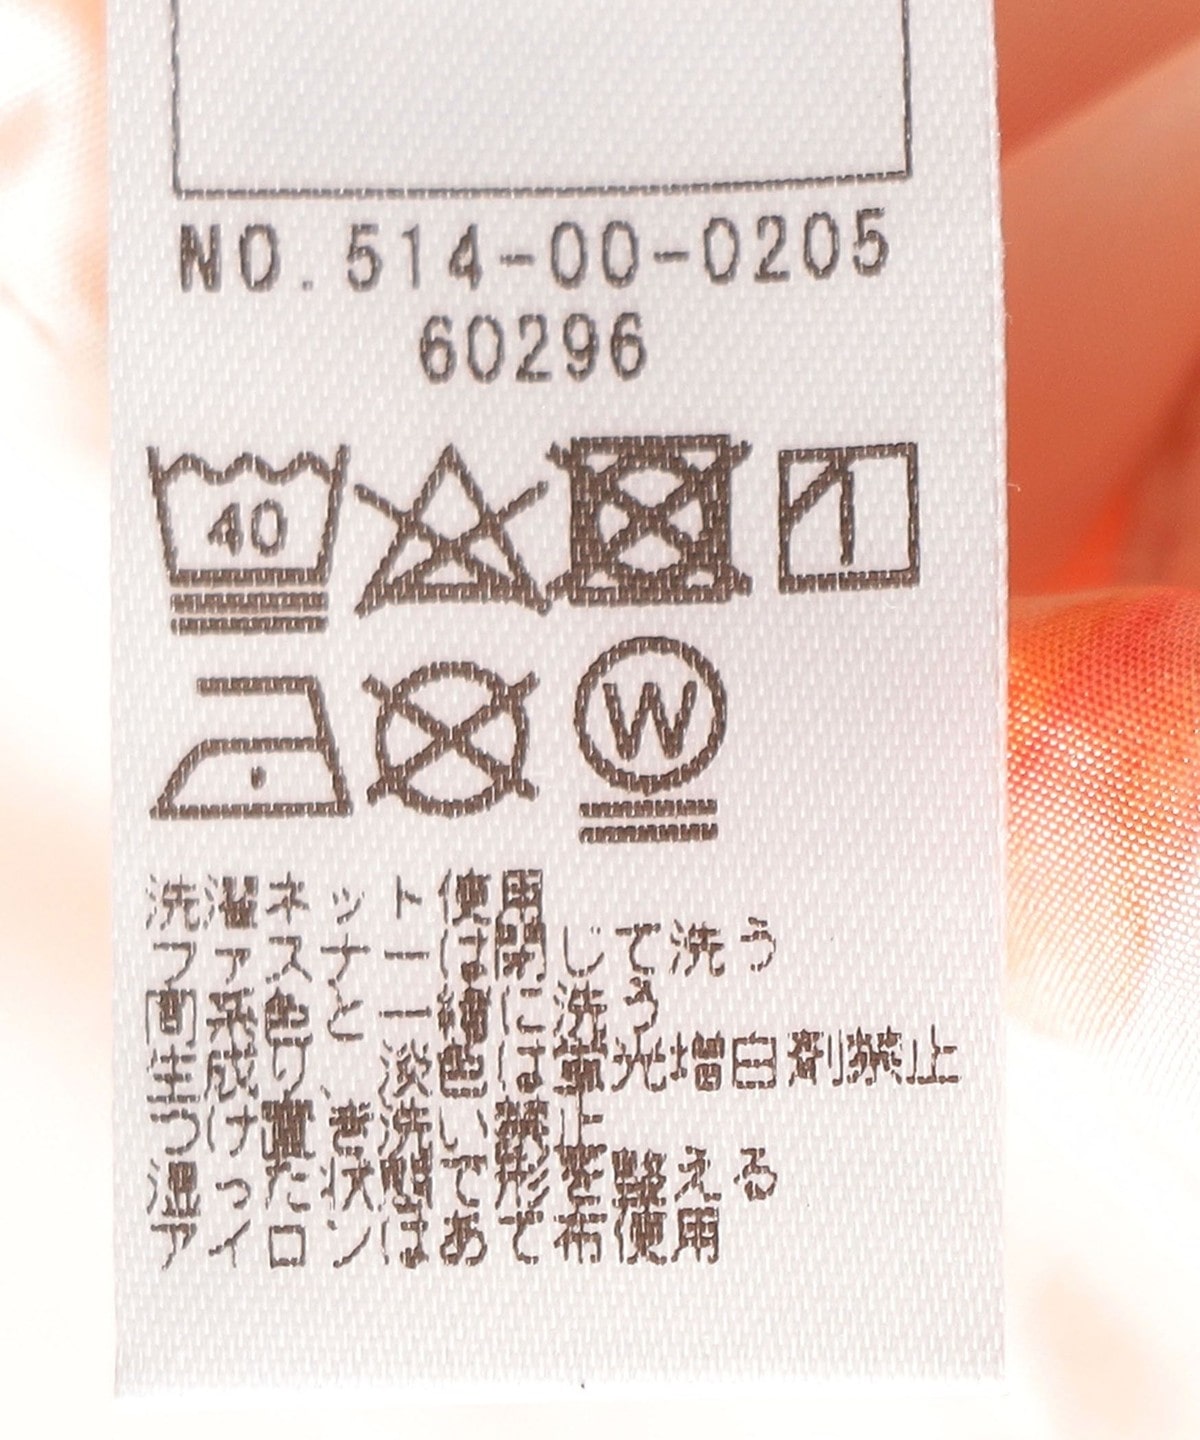 NO.514-00-0205
60296
40
W
洗濯ネット使用
ファスナーは閉じて洗う
同系色と一緒に洗う
生成り、淡色は蛍光増白剤禁止
つけ置き洗い禁止
湿った状態で形を整える
アイロンはあて布使用